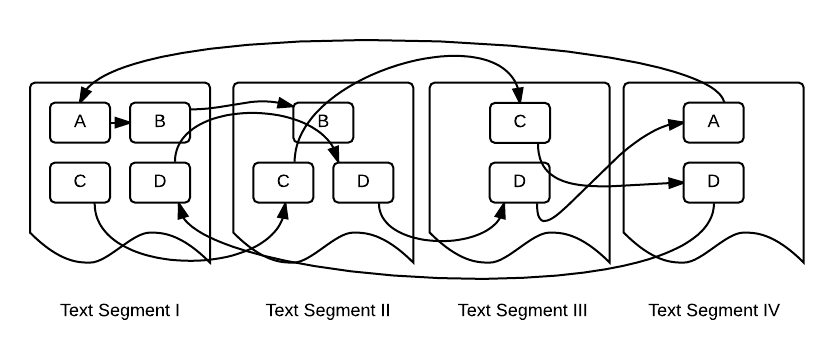 A B B C A
C D C D D D
Text Segment I Text Segment II Text Segment III Text Segment IV